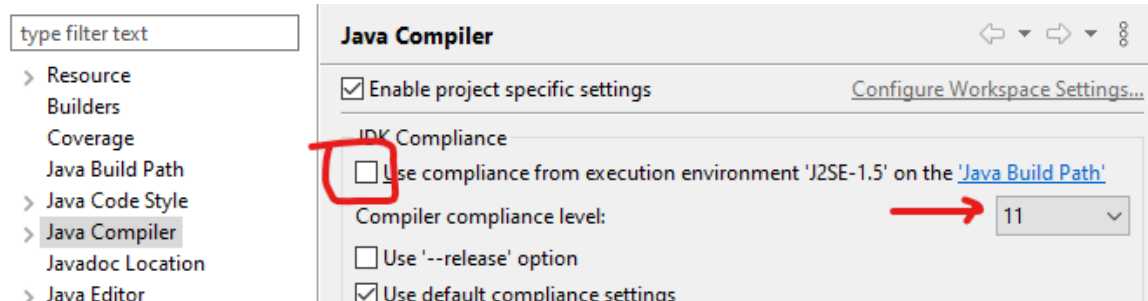 type filter text
Resource
Builders
Coverage
Java Build Path
Java Code Style
Java Compiler
Javadoc Location
Java Editor
Java Compiler
Enable project specific settings
Configure Workspace Settings...
JDK Compliance
Use compliance from execution environment 'J2SE-1.5' on the 'Java Build Path'
Compiler compliance level:
11
Use '--release' option
Use default compliance settings